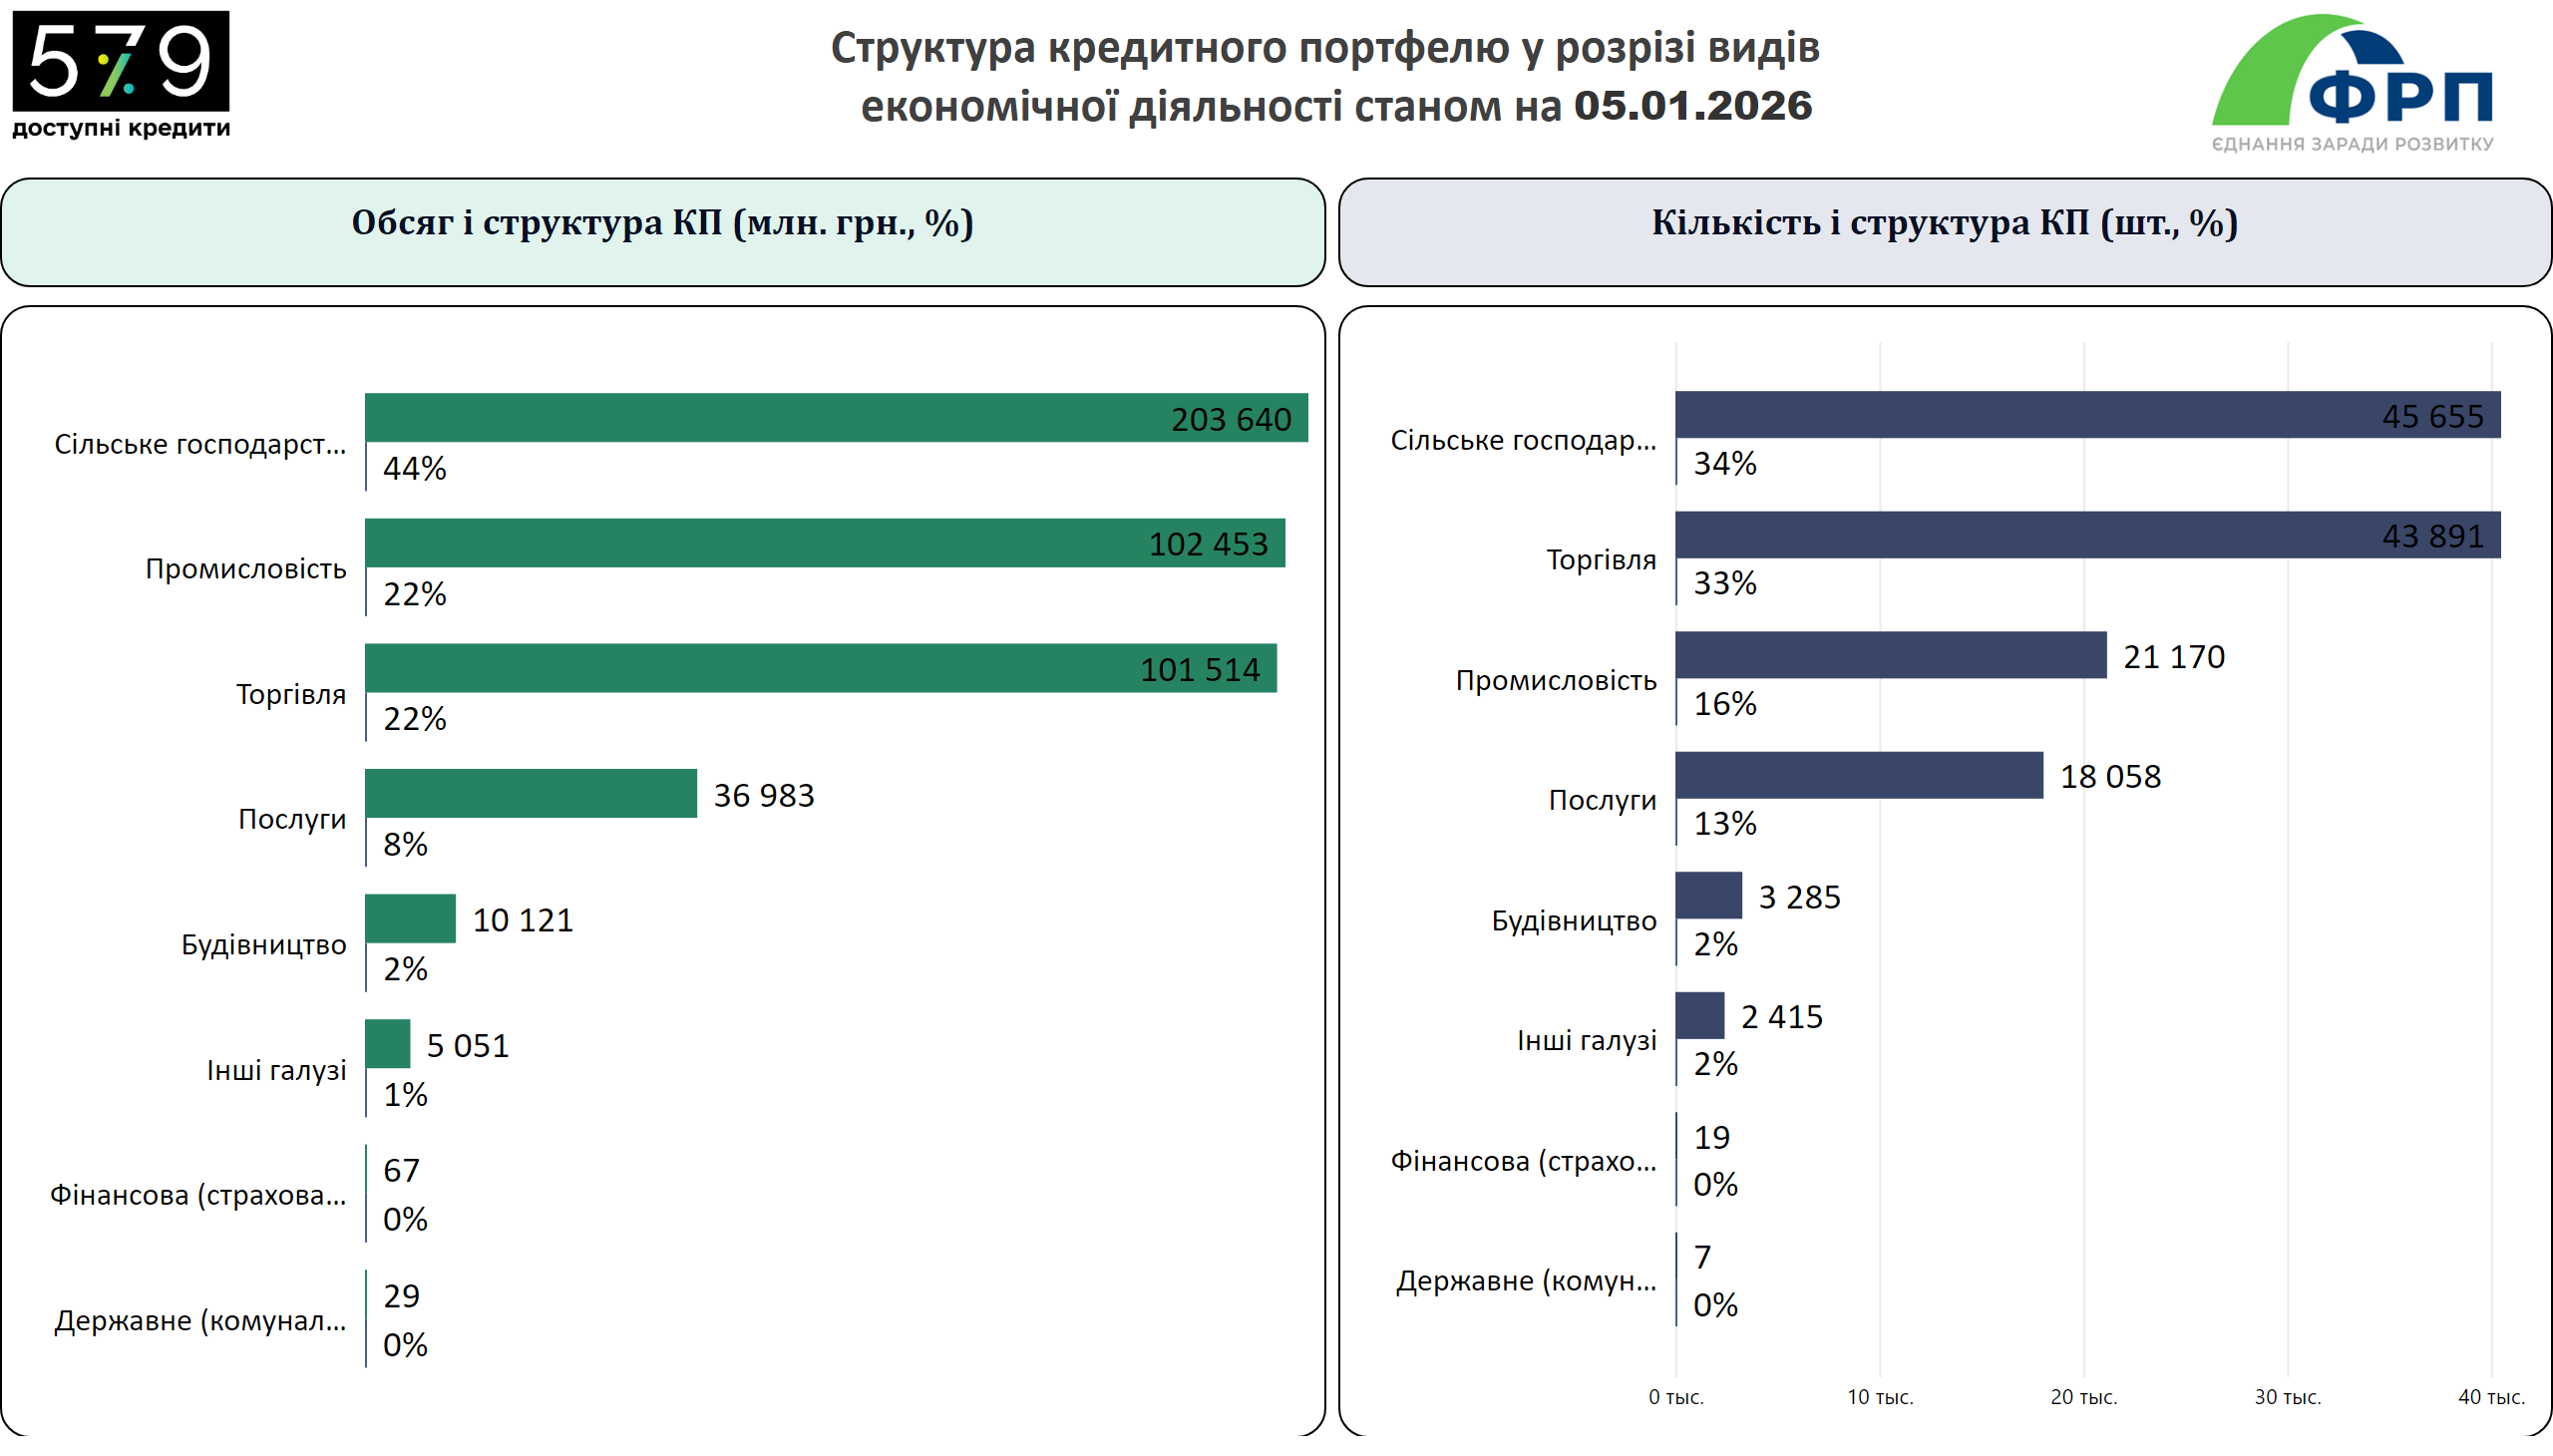 579
%
доступні кредити
Структура кредитного портфелю у розрізі видів
економічної діяльності станом на 05.01.2026
ФРП
ЄДНАННЯ ЗАРАДИ РОЗВИТКУ
Обсяг і структура КП (млн. грн., %)
Сільське господарст...
203 640
44%
Промисловість
102 453
22%
Торгівля
101 514
22%
Послуги
36 983
8%
Будівництво
10 121
2%
Інші галузі
5 051
1%
Фінансова (страхова...
67
0%
Державне (комунал...
29
0%
Кількість і структура КП (шт., %)
Сільське господар...
45 655
34%
Торгівля
43 891
33%
Промисловість
21 170
16%
Послуги
18 058
13%
Будівництво
3 285
2%
Інші галузі
2 415
2%
Фінансова (страхо...
19
0%
Державне (комун...
7
0%
0 тыс.
10 тыс.
20 тыс.
30 тыс.
40 тыс.